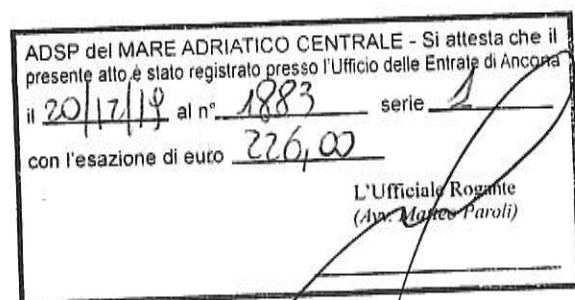 ADSP del MARE ADRIATICO CENTRALE - Si attesta che il
presente atto è stato registrato presso l'Ufficio delle Entrate di Ancona
il 20/12/19 al n° 1883 serie 1
con l'esazione di euro 226,00
L'Ufficiale Rogante
(Avv. Matteo Paroli)